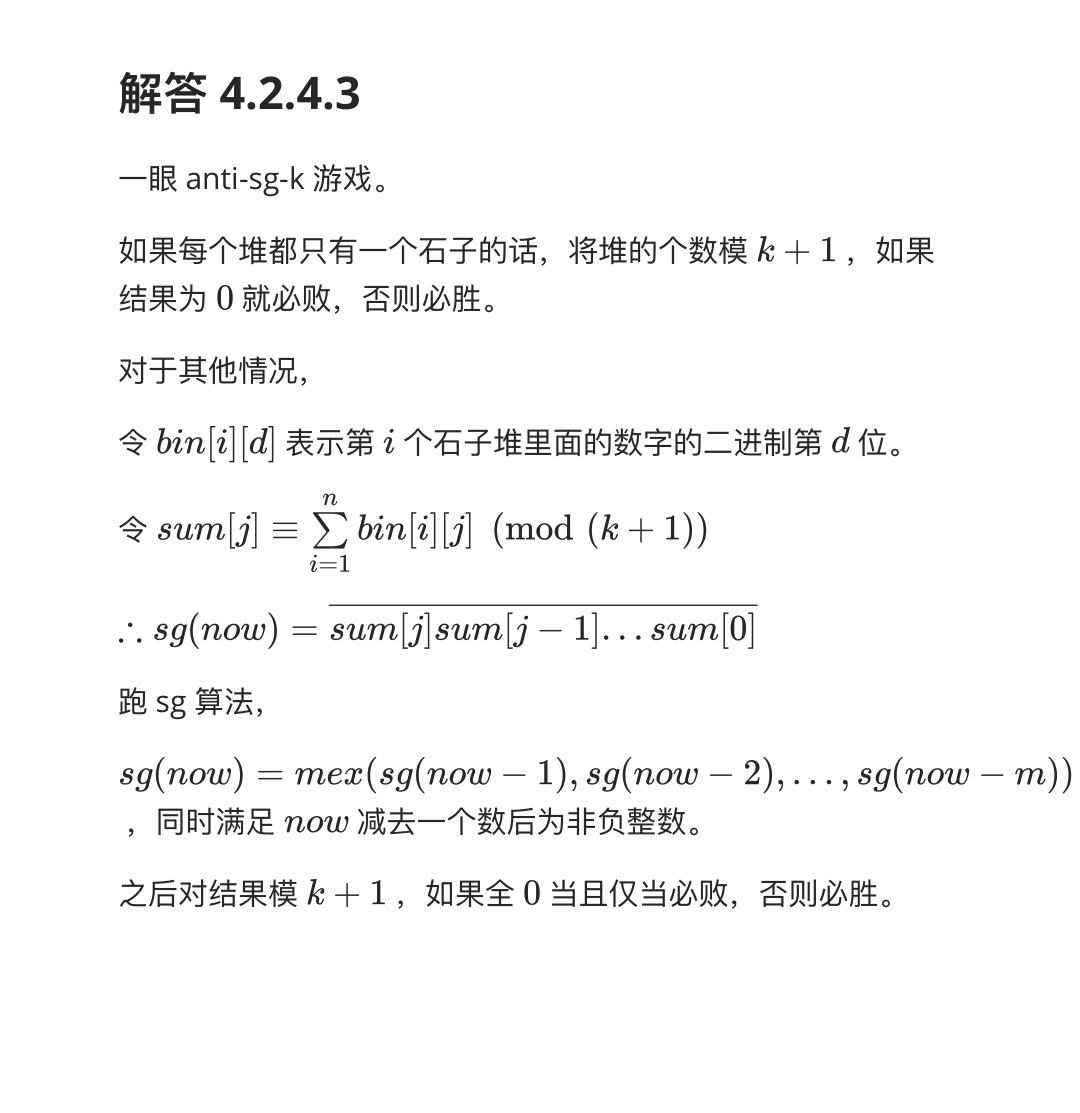 解答 4.2.4.3
一眼 anti-sg-k 游戏。
如果每个堆都只有一个石子的话，将堆的个数模 k + 1 ，如果
结果为 0 就必败，否则必胜。
对于其他情况，
令 bin[i][d] 表示第 i 个石子堆里面的数字的二进制第 d 位。
令 sum[j] ≡ \sum_{i=1}^{n} bin[i][j] (mod (k + 1))
∴ sg(now) = \overline{sum[j]sum[j − 1]…sum[0]}
跑 sg 算法，
sg(now) = mex(sg(now − 1), sg(now − 2), …, sg(now − m))
，同时满足 now 减去一个数后为非负整数。
之后对结果模 k + 1 ，如果全 0 当且仅当必败，否则必胜。